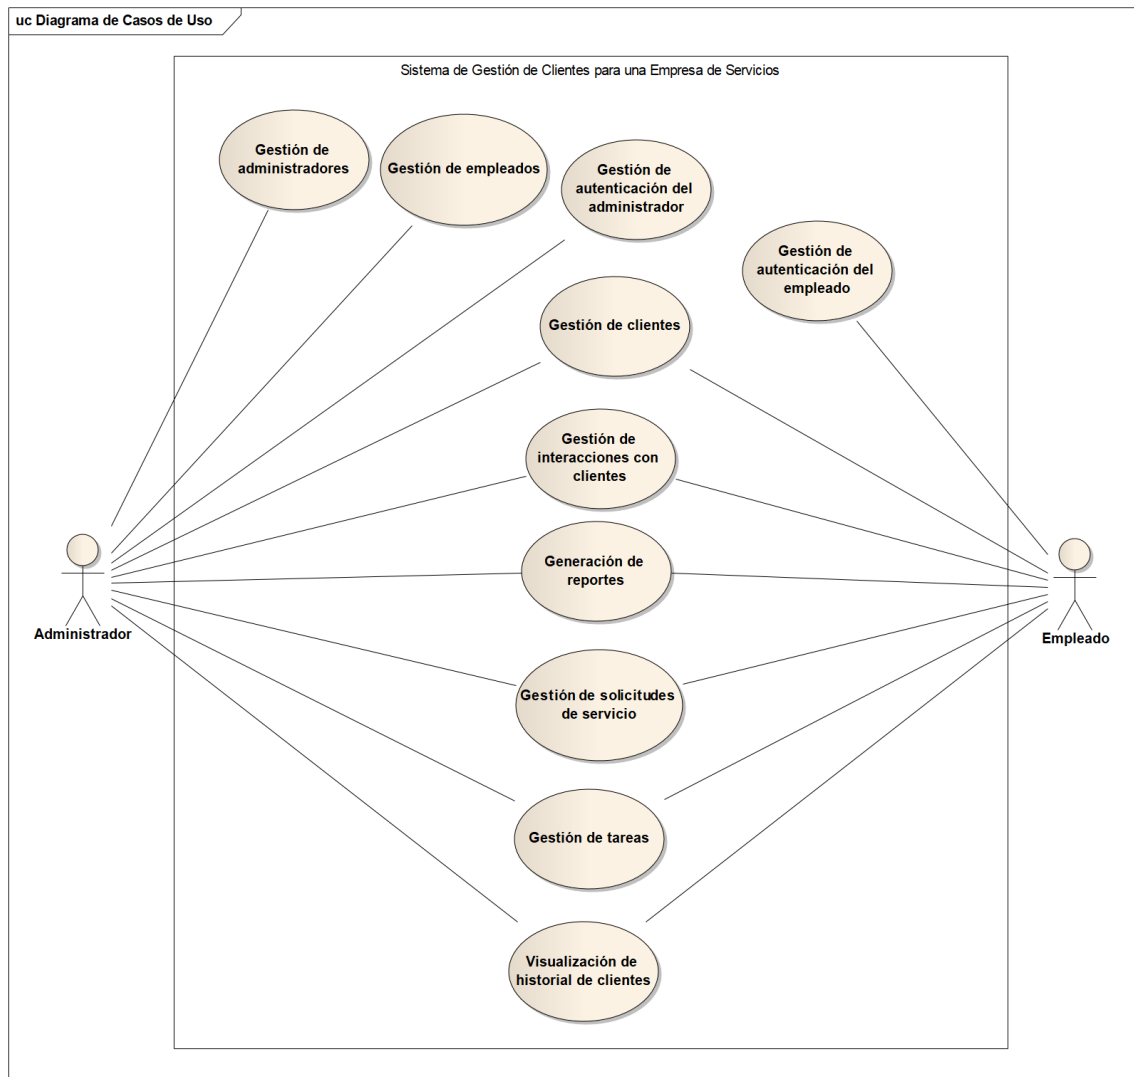 uc Diagrama de Casos de Uso
Sistema de Gestión de Clientes para una Empresa de Servicios
Gestión de
administradores
Gestión de empleados
Gestión de
autenticación del
administrador
Gestión de
autenticación del
empleado
Gestión de clientes
Gestión de
interacciones con
clientes
Generación de
reportes
Administrador
Empleado
Gestión de solicitudes
de servicio
Gestión de tareas
Visualización de
historial de clientes